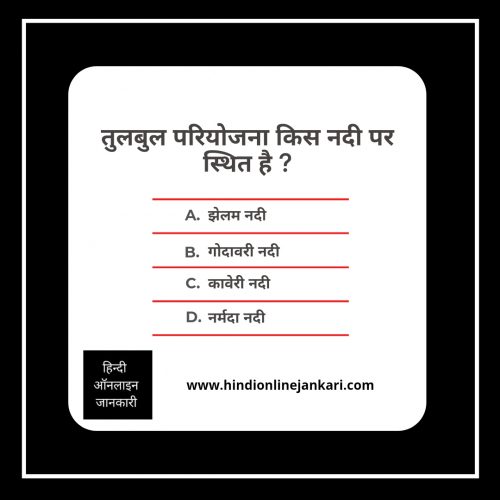 तुलबुल परियोजना किस नदी पर
स्थित है ?
A. झेलम नदी
B. गोदावरी नदी
C. कावेरी नदी
D. नर्मदा नदी
हिन्दी
ऑनलाइन
जानकारी
www.hindionlinejankari.com